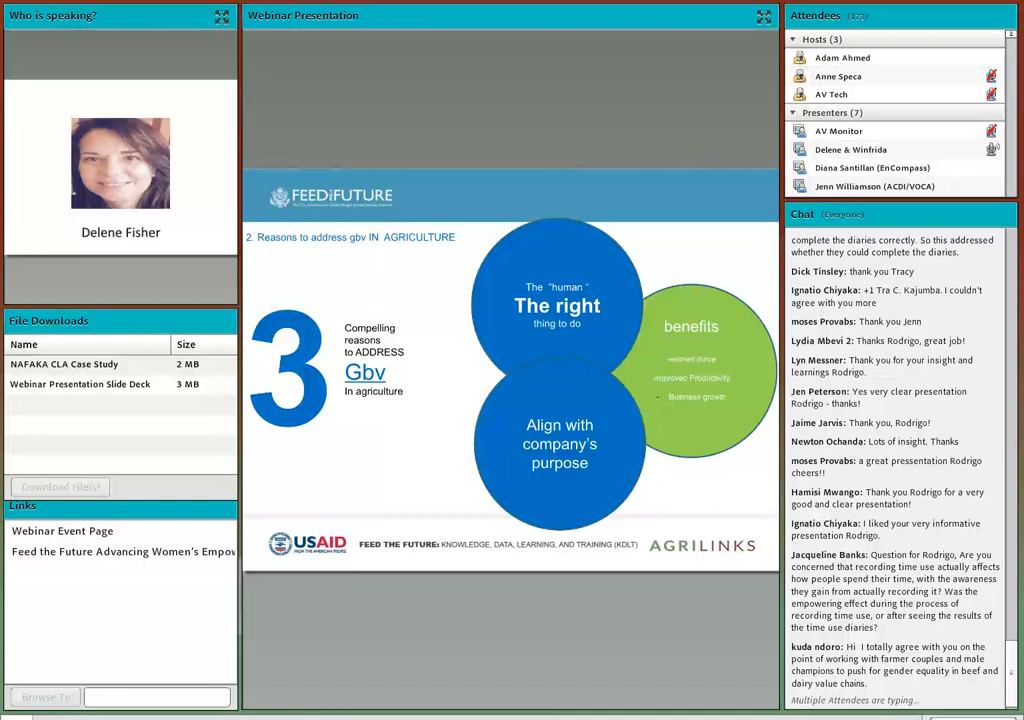 Who is speaking?
Delene Fisher
File Downloads
Name Size
NAFAKA CLA Case Study 2 MB
Webinar Presentation Slide Deck 3 MB
Download File(s)
Links
Webinar Event Page
Feed the Future Advancing Women's Empov
Browse To
Webinar Presentation
FEED THE FUTURE
2. Reasons to address gbv IN AGRICULTURE
3
Compelling
reasons
to ADDRESS
Gbv
In agriculture
The "human "
The right
thing to do
benefits
-women thrive
-Improved Productivity
- Business growth
Align with
company's
purpose
USAID
FROM THE AMERICAN PEOPLE
FEED THE FUTURE: KNOWLEDGE, DATA, LEARNING, AND TRAINING (KDLT)
AGRILINKS
Attendees (173)
Hosts (3)
Adam Ahmed
Anne Speca
AV Tech
Presenters (7)
AV Monitor
Delene & Winfrida
Diana Santillan (EnCompass)
Jenn Williamson (ACDI/VOCA)
Chat (Everyone)
complete the diaries correctly. So this addressed
whether they could complete the diaries.
Dick Tinsley: thank you Tracy
Ignatio Chiyaka: +1 Tra C. Kajumba. I couldn't
agree with you more
moses Provabs: Thank you Jenn
Lydia Mbevi 2: Thanks Rodrigo, great job!
Lyn Messner: Thank you for your insight and
learnings Rodrigo.
Jen Peterson: Yes very clear presentation
Rodrigo - thanks!
Jaime Jarvis: Thank you, Rodrigo!
Newton Ochanda: Lots of insight. Thanks
moses Provabs: a great pressentation Rodrigo
cheers!!
Hamisi Mwango: Thank you Rodrigo for a very
good and clear presentation!
Ignatio Chiyaka: I liked your very informative
presentation Rodrigo.
Jacqueline Banks: Question for Rodrigo, Are you
concerned that recording time use actually affects
how people spend their time, with the awareness
they gain from actually recording it? Was the
empowering effect during the process of
recording time use, or after seeing the results of
the time use diaries?
kuda ndoro: Hi I totally agree with you on the
point of working with farmer couples and male
champions to push for gender equality in beef and
dairy value chains.
Multiple Attendees are typing...